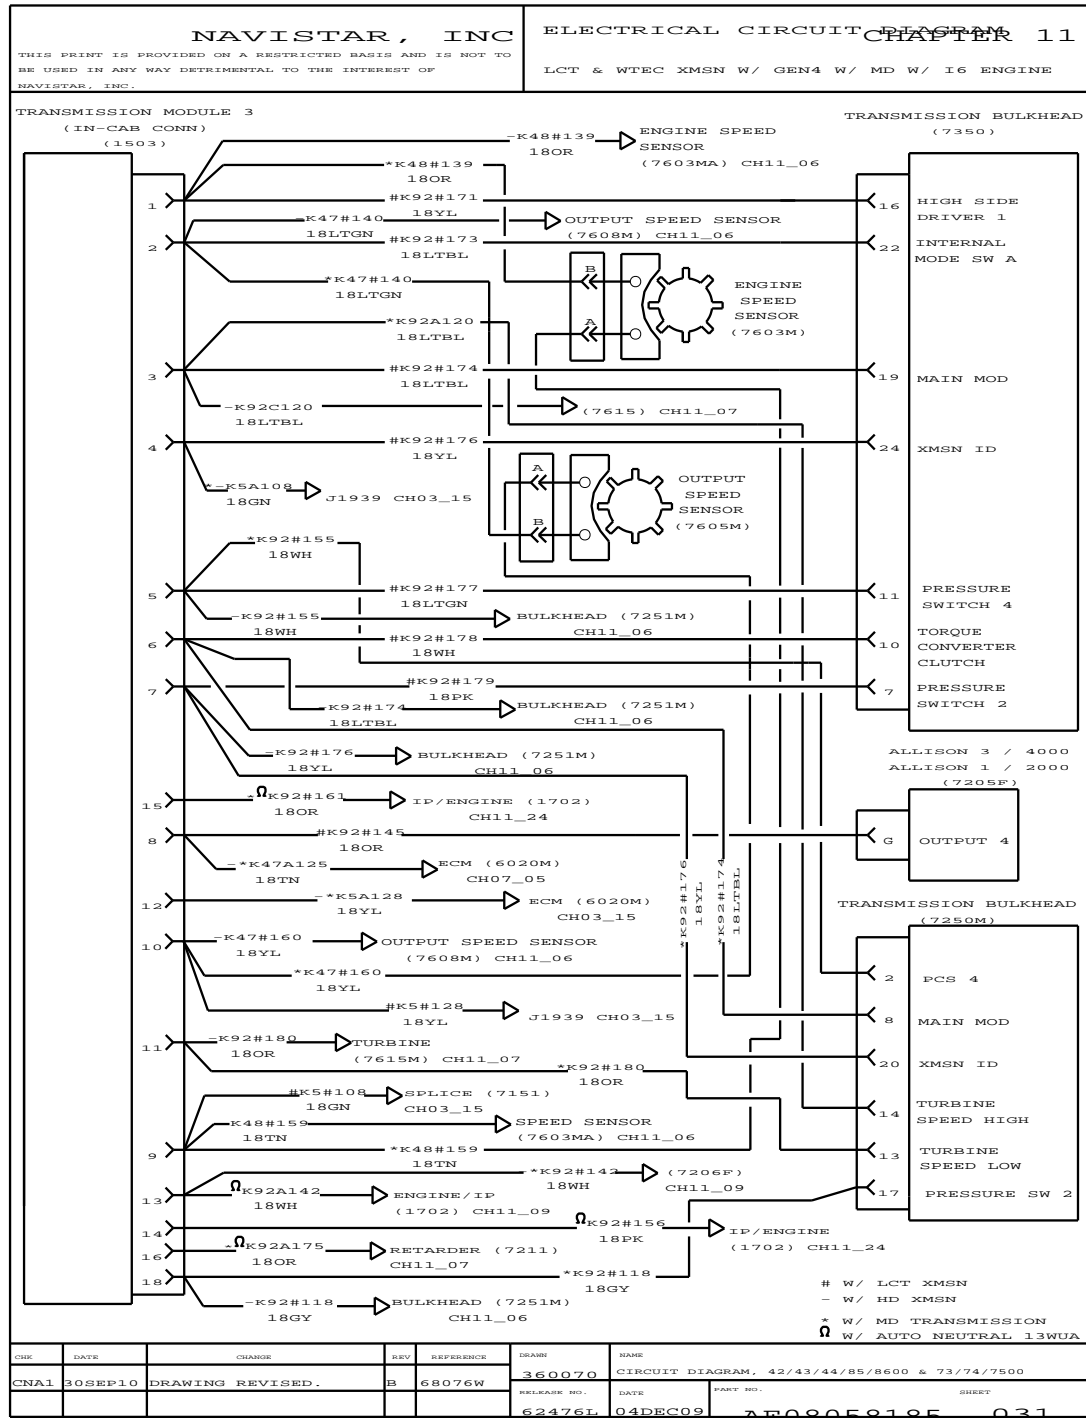 NAVISTAR, INC
THIS PRINT IS PROVIDED ON A RESTRICTED BASIS AND IS NOT TO
BE USED IN ANY WAY DETRIMENTAL TO THE INTEREST OF
NAVISTAR, INC.
ELECTRICAL CIRCUIT DIAGRAM
CHAPTER 11
LCT & WTEC XMSN W/ GEN4 W/ MD W/ I6 ENGINE
TRANSMISSION MODULE 3
(IN-CAB CONN)
(1503)
TRANSMISSION BULKHEAD
(7350)
-K48#139
18OR
ENGINE SPEED
SENSOR
(7603MA) CH11_06
*K48#139
18OR
1
#K92#171
18YL
16
HIGH SIDE
DRIVER 1
-K47#140
18LTGN
OUTPUT SPEED SENSOR
(7608M) CH11_06
2
#K92#173
18LTBL
22
INTERNAL
MODE SW A
*K47#140
18LTGN
B
A
ENGINE
SPEED
SENSOR
(7603M)
*K92A120
18LTBL
3
#K92#174
18LTBL
19
MAIN MOD
-K92C120
18LTBL
(7615) CH11_07
4
#K92#176
18YL
24
XMSN ID
*-K5A108
18GN
J1939 CH03_15
A
B
OUTPUT
SPEED
SENSOR
(7605M)
*K92#155
18WH
5
#K92#177
18LTGN
11
PRESSURE
SWITCH 4
-K92#155
18WH
BULKHEAD (7251M)
CH11_06
6
#K92#178
18WH
10
TORQUE
CONVERTER
CLUTCH
7
#K92#179
18PK
7
PRESSURE
SWITCH 2
-K92#174
18LTBL
BULKHEAD (7251M)
CH11_06
-K92#176
18YL
BULKHEAD (7251M)
CH11_06
ALLISON 3 / 4000
ALLISON 1 / 2000
(7205F)
15
*ΩK92#161
18OR
IP/ENGINE (1702)
CH11_24
8
#K92#145
18OR
G
OUTPUT 4
-*K47A125
18TN
ECM (6020M)
CH07_05
*K92#176
18YL
*K92#174
18LTBL
12
-*K5A128
18YL
ECM (6020M)
CH03_15
TRANSMISSION BULKHEAD
(7250M)
10
-K47#160
18YL
OUTPUT SPEED SENSOR
(7608M) CH11_06
*K47#160
18YL
2
PCS 4
#K5#128
18YL
J1939 CH03_15
8
MAIN MOD
11
-K92#180
18OR
TURBINE
(7615M) CH11_07
*K92#180
18OR
20
XMSN ID
#K5#108
18GN
SPLICE (7151)
CH03_15
14
TURBINE
SPEED HIGH
K48#159
18TN
SPEED SENSOR
(7603MA) CH11_06
9
*K48#159
18TN
13
TURBINE
SPEED LOW
-*K92#142
18WH
(7206F)
CH11_09
13
ΩK92A142
18WH
ENGINE/IP
(1702) CH11_09
17
PRESSURE SW 2
14
ΩK92#156
18PK
IP/ENGINE
(1702) CH11_24
16
*ΩK92A175
18OR
RETARDER (7211)
CH11_07
18
*K92#118
18GY
-K92#118
18GY
BULKHEAD (7251M)
CH11_06
# W/ LCT XMSN
- W/ HD XMSN
* W/ MD TRANSMISSION
Ω W/ AUTO NEUTRAL 13WUA
CHK DATE CHANGE REV REFERENCE
CNA1 30SEP10 DRAWING REVISED. B 68076W
DRAWN
360070
NAME
CIRCUIT DIAGRAM, 42/43/44/85/8600 & 73/74/7500
RELEASE NO.
62476L
DATE
04DEC09
PART NO.
AF08058185
SHEET
031